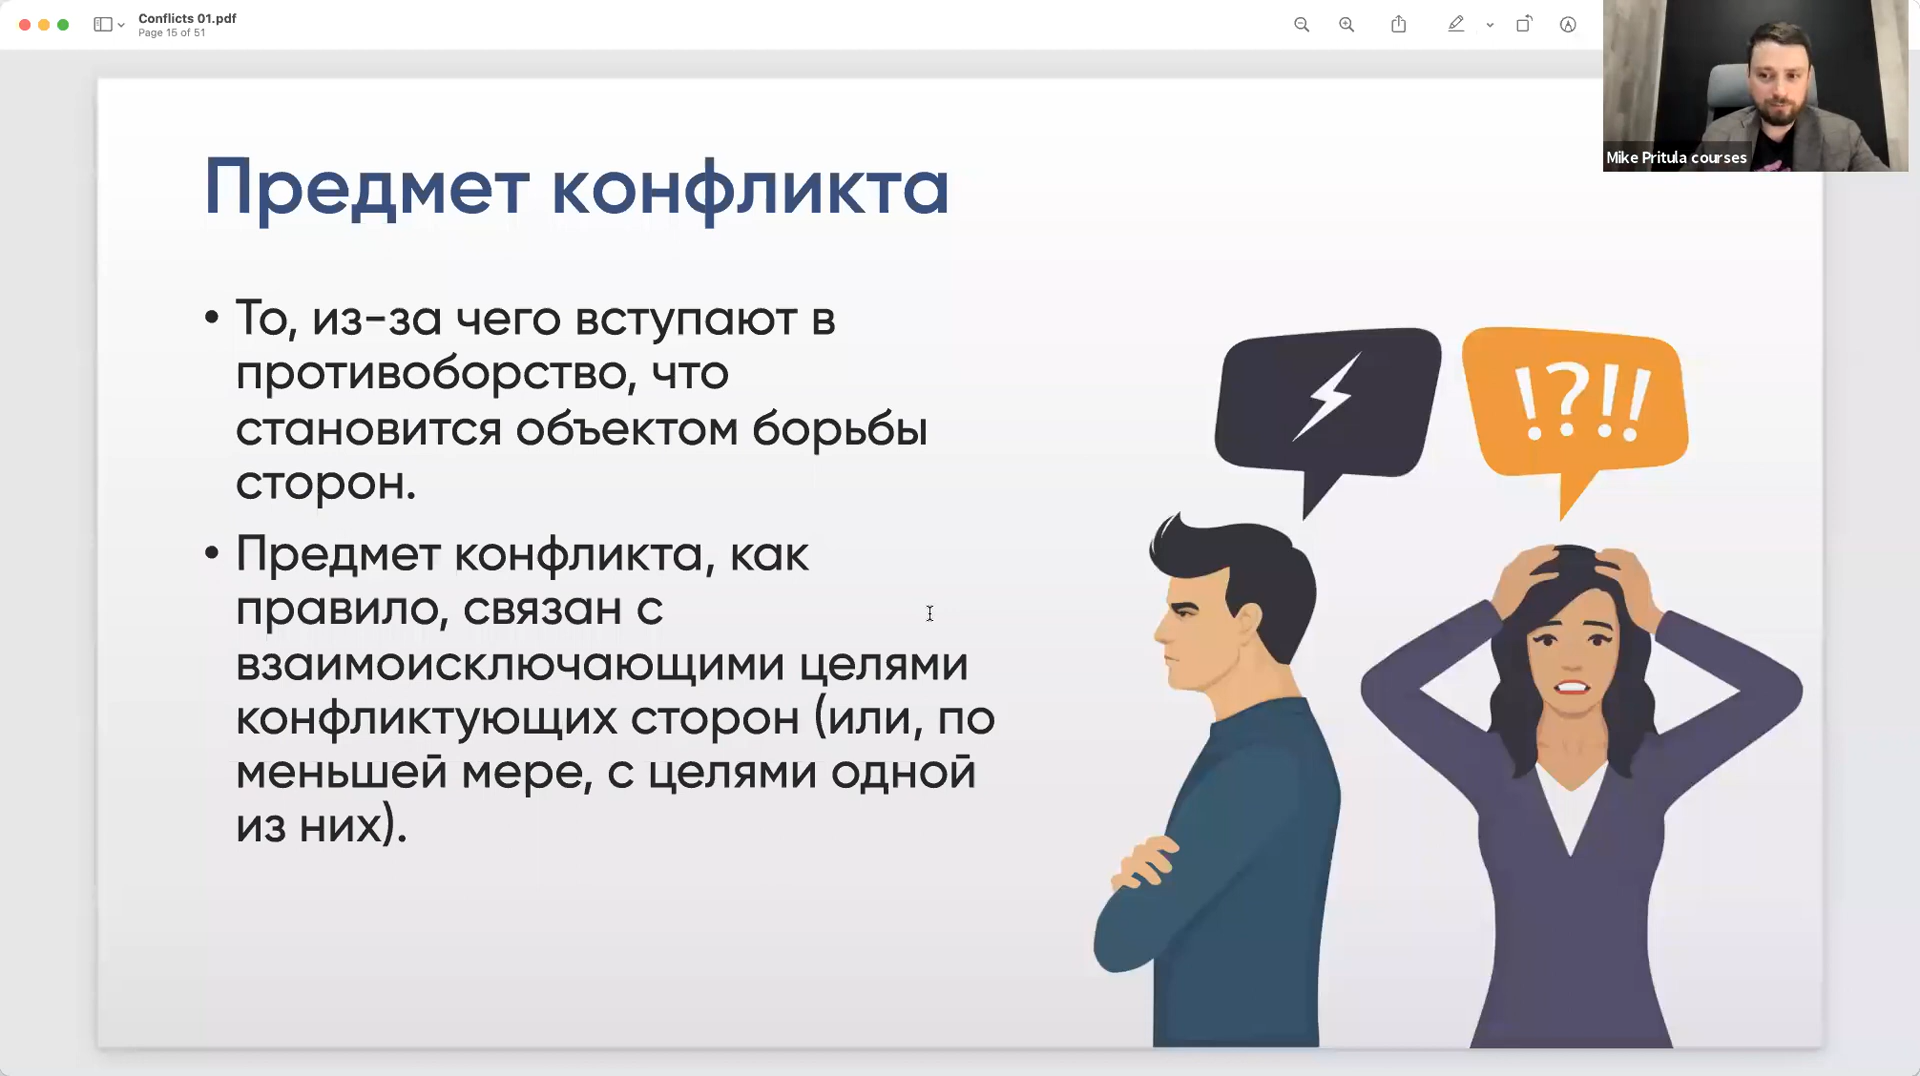 Conflicts 01.pdf
Page 15 of 51
Mike Pritula courses
Предмет конфликта
• То, из-за чего вступают в
противоборство, что
становится объектом борьбы
сторон.
• Предмет конфликта, как
правило, связан с
взаимоисключающими целями
конфликтующих сторон (или, по
меньшей мере, с целями одной
из них).
!?!!